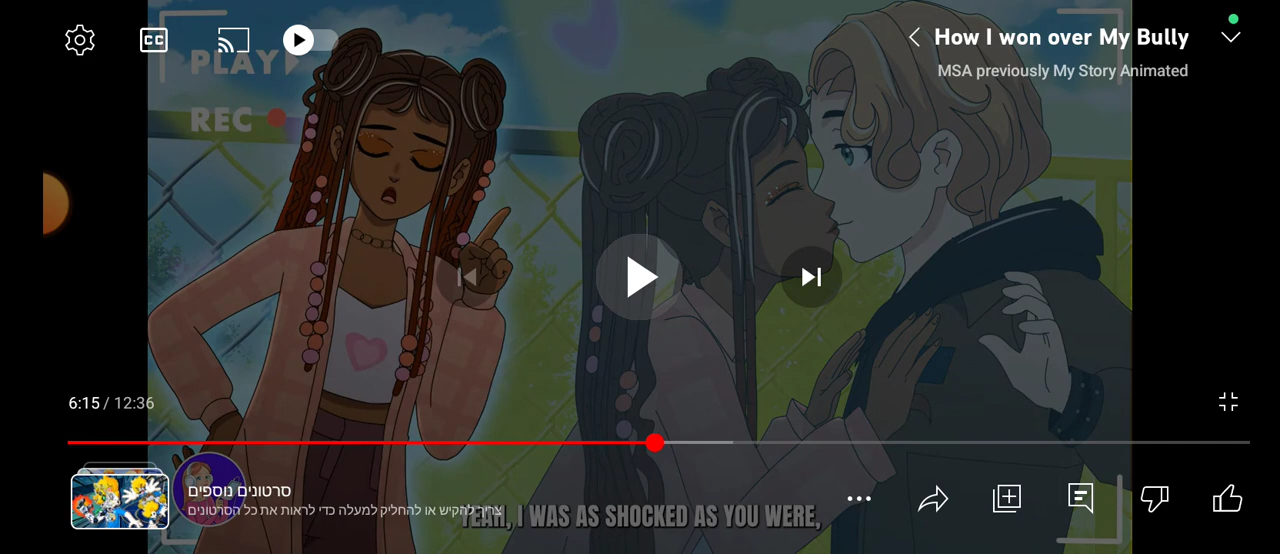 CC
How I won over My Bully
MSA previously My Story Animated
PLAY
REC
6:15 / 12:36
סרטונים נוספים
צריך להקיש או להחליק למעלה כדי לראות את כל הסרטונים
YEAH, I WAS AS SHOCKED AS YOU WERE,